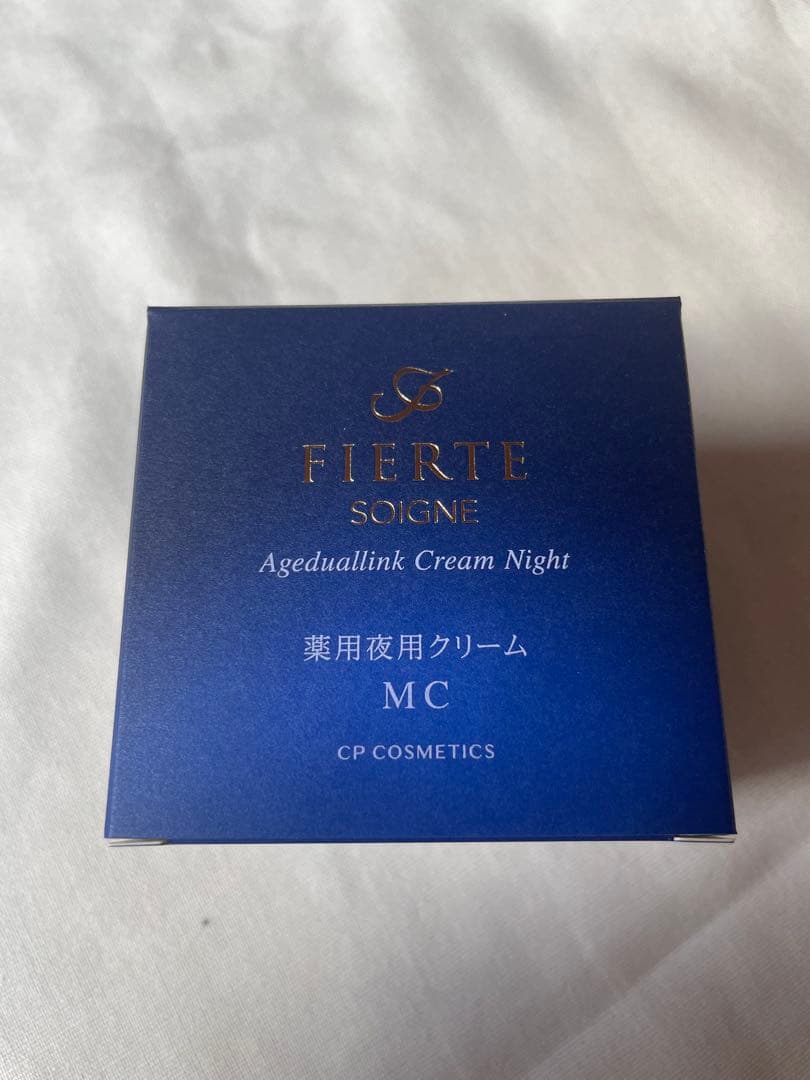 FIERTE
SOIGNE
Ageduallink Cream Night
薬用夜用クリーム
MC
CP COSMETICS